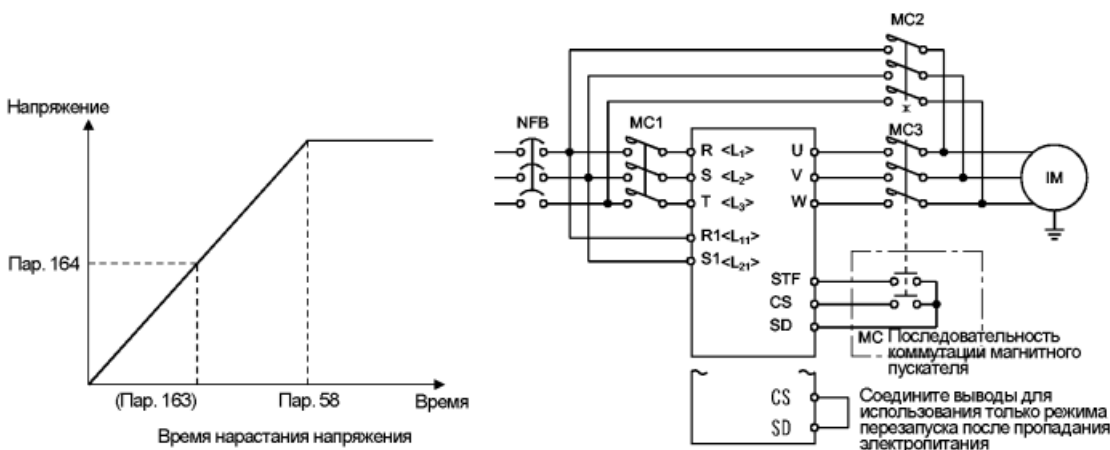 Напряжение
Пар. 164
(Пар. 163)
Пар. 58
Время
Время нарастания напряжения
MC2
NFB
MC1
MC3
R <L1>
S <L2>
T <L3>
R1<L11>
S1<L21>
U
V
W
IM
STF
CS
SD
MC Последовательность
коммутации магнитного
пускателя
CS
SD
Соедините выводы для
использования только режима
перезапуска после пропадания
электропитания